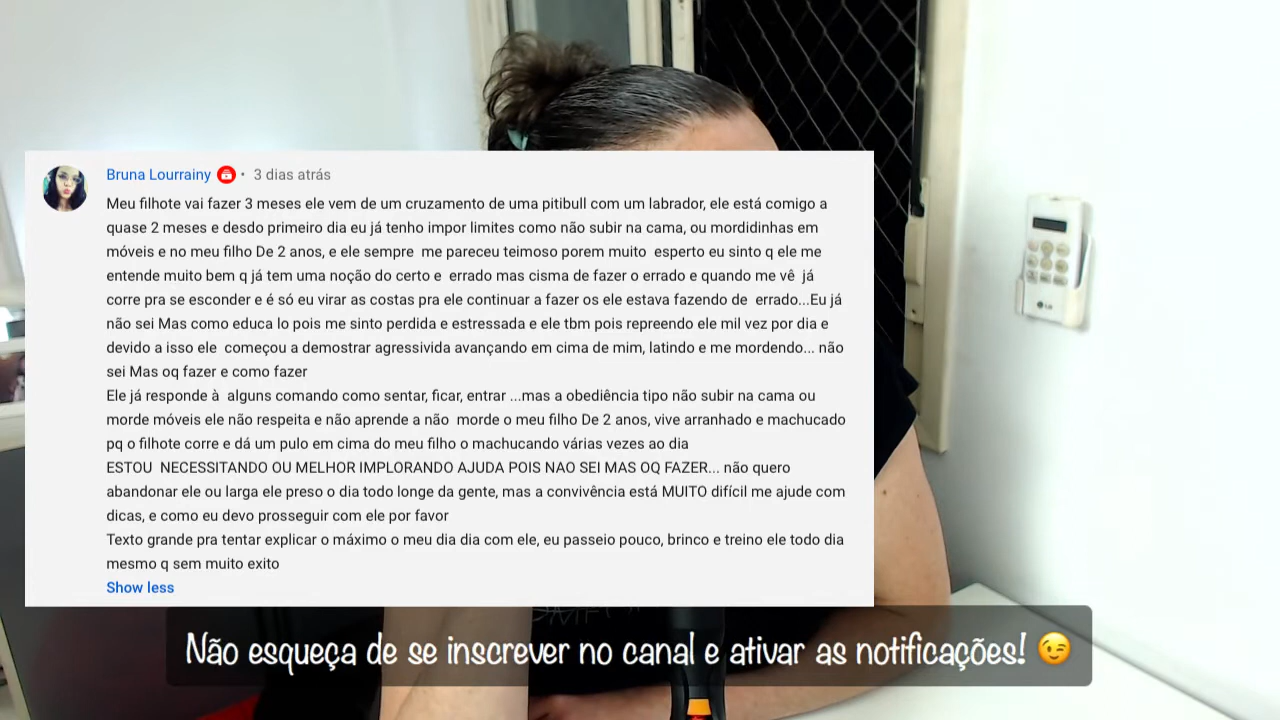 Bruna Lourrainy • 3 dias atrás
Meu filhote vai fazer 3 meses ele vem de um cruzamento de uma pitibull com um labrador, ele está comigo a
quase 2 meses e desdo primeiro dia eu já tenho impor limites como não subir na cama, ou mordidinhas em
móveis e no meu filho De 2 anos, e ele sempre me pareceu teimoso porem muito esperto eu sinto q ele me
entende muito bem q já tem uma noção do certo e errado mas cisma de fazer o errado e quando me vê já
corre pra se esconder e é só eu virar as costas pra ele continuar a fazer os ele estava fazendo de errado...Eu já
não sei Mas como educa lo pois me sinto perdida e estressada e ele tbm pois repreendo ele mil vez por dia e
devido a isso ele começou a demostrar agressivida avançando em cima de mim, latindo e me mordendo... não
sei Mas oq fazer e como fazer
Ele já responde à alguns comando como sentar, ficar, entrar ...mas a obediência tipo não subir na cama ou
morde móveis ele não respeita e não aprende a não morde o meu filho De 2 anos, vive arranhado e machucado
pq o filhote corre e dá um pulo em cima do meu filho o machucando várias vezes ao dia
ESTOU NECESSITANDO OU MELHOR IMPLORANDO AJUDA POIS NAO SEI MAS OQ FAZER... não quero
abandonar ele ou larga ele preso o dia todo longe da gente, mas a convivência está MUITO difícil me ajude com
dicas, e como eu devo prosseguir com ele por favor
Texto grande pra tentar explicar o máximo o meu dia dia com ele, eu passeio pouco, brinco e treino ele todo dia
mesmo q sem muito exito
Show less
LG
Não esqueça de se inscrever no canal e ativar as notificações! 😉